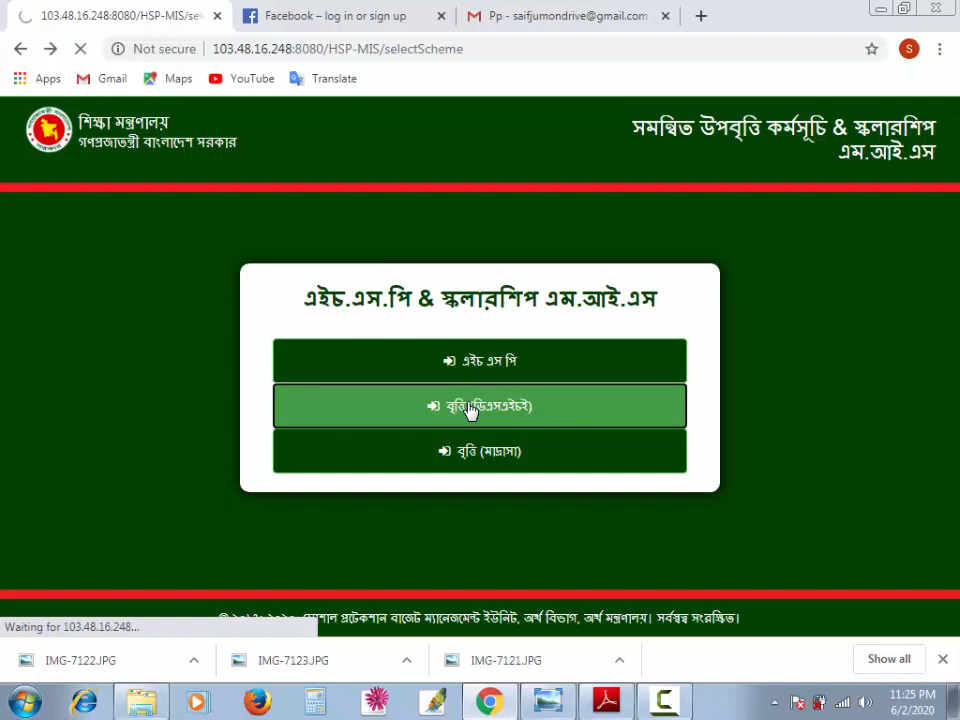 103.48.16.248:8080/HSP-MIS/sel
Facebook – log in or sign up
Pp - saifjumondrive@gmail.com
Not secure
103.48.16.248:8080/HSP-MIS/selectScheme
S
Apps
Gmail
Maps
YouTube
Translate
শিক্ষা মন্ত্রণালয়
গণপ্রজাতন্ত্রী বাংলাদেশ সরকার
সমন্বিত উপবৃত্তি কর্মসূচি & স্কলারশিপ
এম.আই.এস
এইচ.এস.পি & স্কলারশিপ এম.আই.এস
এইচ এস পি
বৃত্তি (ডিএসএইচই)
বৃত্তি (মাদ্রাসা)
প্রটেকশান বাজেট ম্যানেজমেন্ট ইউনিট, অর্থ বিভাগ, অর্থ মন্ত্রণালয়। সর্বস্বত্ব সংরক্ষিত।
Waiting for 103.48.16.248...
IMG-7122.JPG
IMG-7123.JPG
IMG-7121.JPG
Show all
11:25 PM
6/2/2020